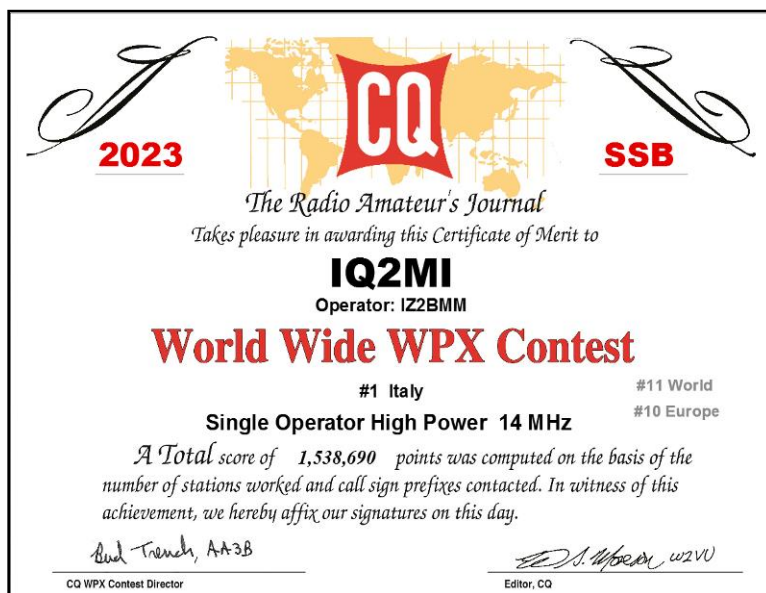 CQ
2023
SSB
The Radio Amateur's Journal
Takes pleasure in awarding this Certificate of Merit to
IQ2MI
Operator: IZ2BMM
World Wide WPX Contest
#1 Italy
#11 World
#10 Europe
Single Operator High Power 14 MHz
A Total score of 1,538,690 points was computed on the basis of the
number of stations worked and call sign prefixes contacted. In witness of this
achievement, we hereby affix our signatures on this day.
Bud Trench, AA3B
W2VU
CQ WPX Contest Director
Editor, CQ